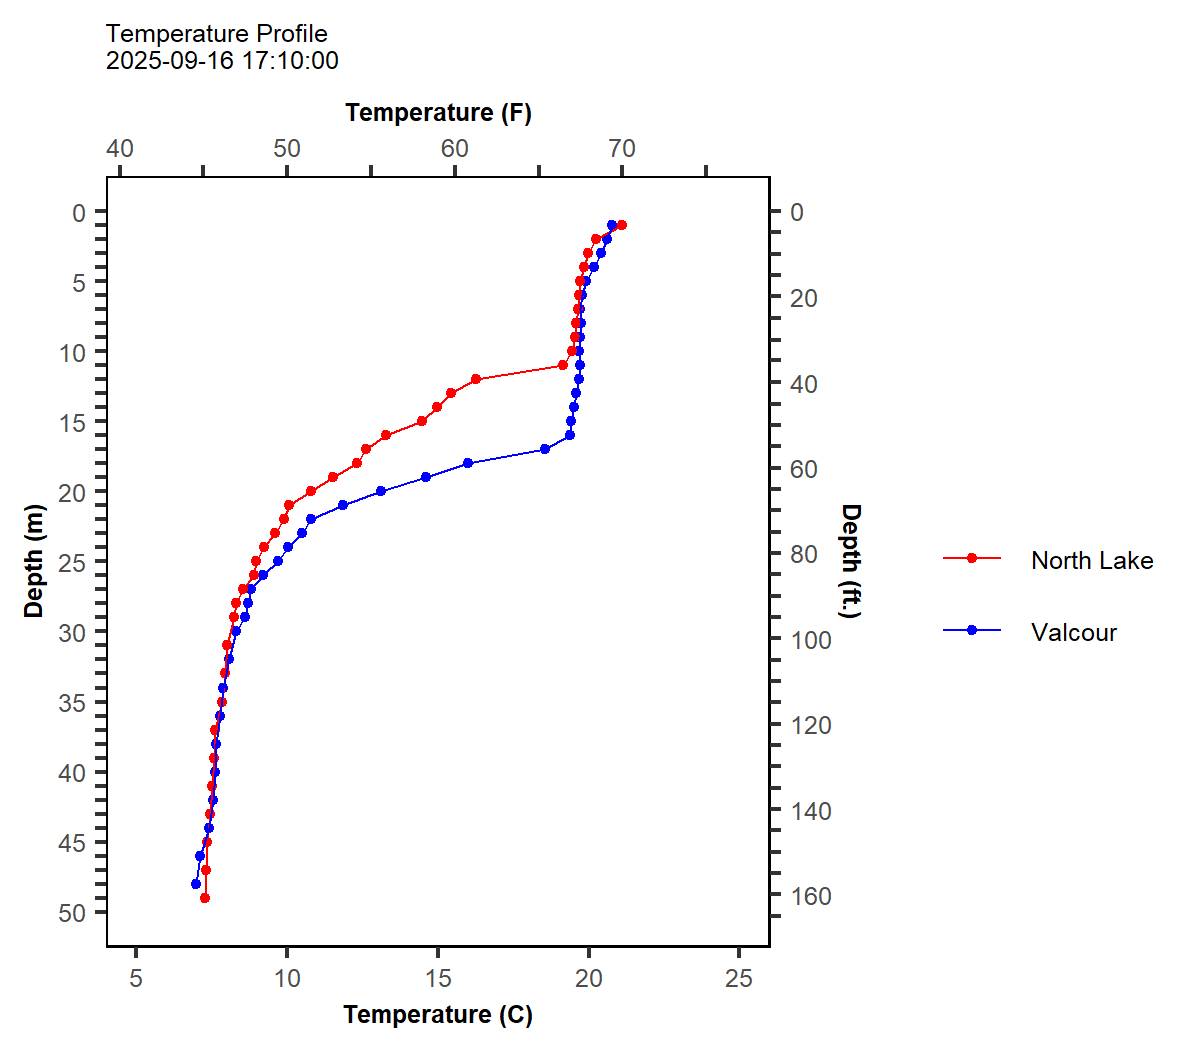 Temperature Profile
2025-09-16 17:10:00
Temperature (F)
40 50 60 70
0
5
10
15
20
25
30
35
40
45
50
Depth (m)
0
20
40
60
80
100
120
140
160
Depth (ft.)
North Lake
Valcour
5 10 15 20 25
Temperature (C)